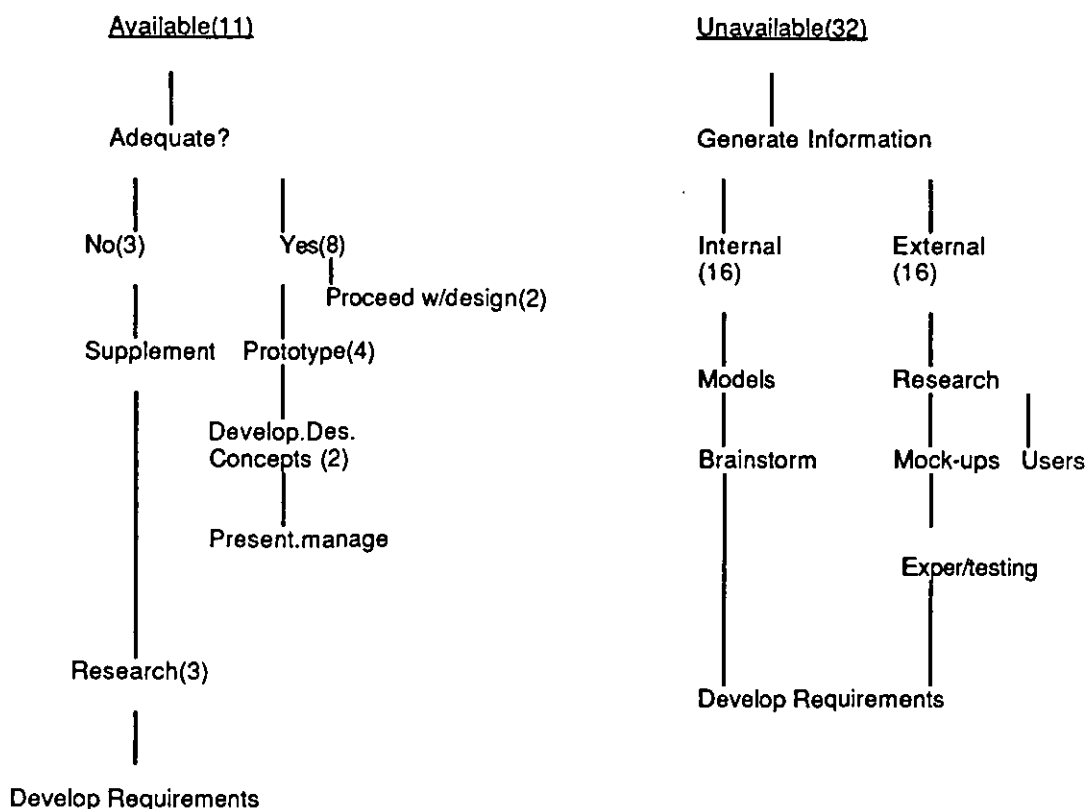 Available(11)
Adequate?
No(3)
Yes(8)
Proceed w/design(2)
Supplement
Prototype(4)
Develop.Des.
Concepts (2)
Present.manage
Research(3)
Develop Requirements
Unavailable(32)
Generate Information
Internal
(16)
External
(16)
Models
Research
Brainstorm
Mock-ups
Users
Exper/testing
Develop Requirements